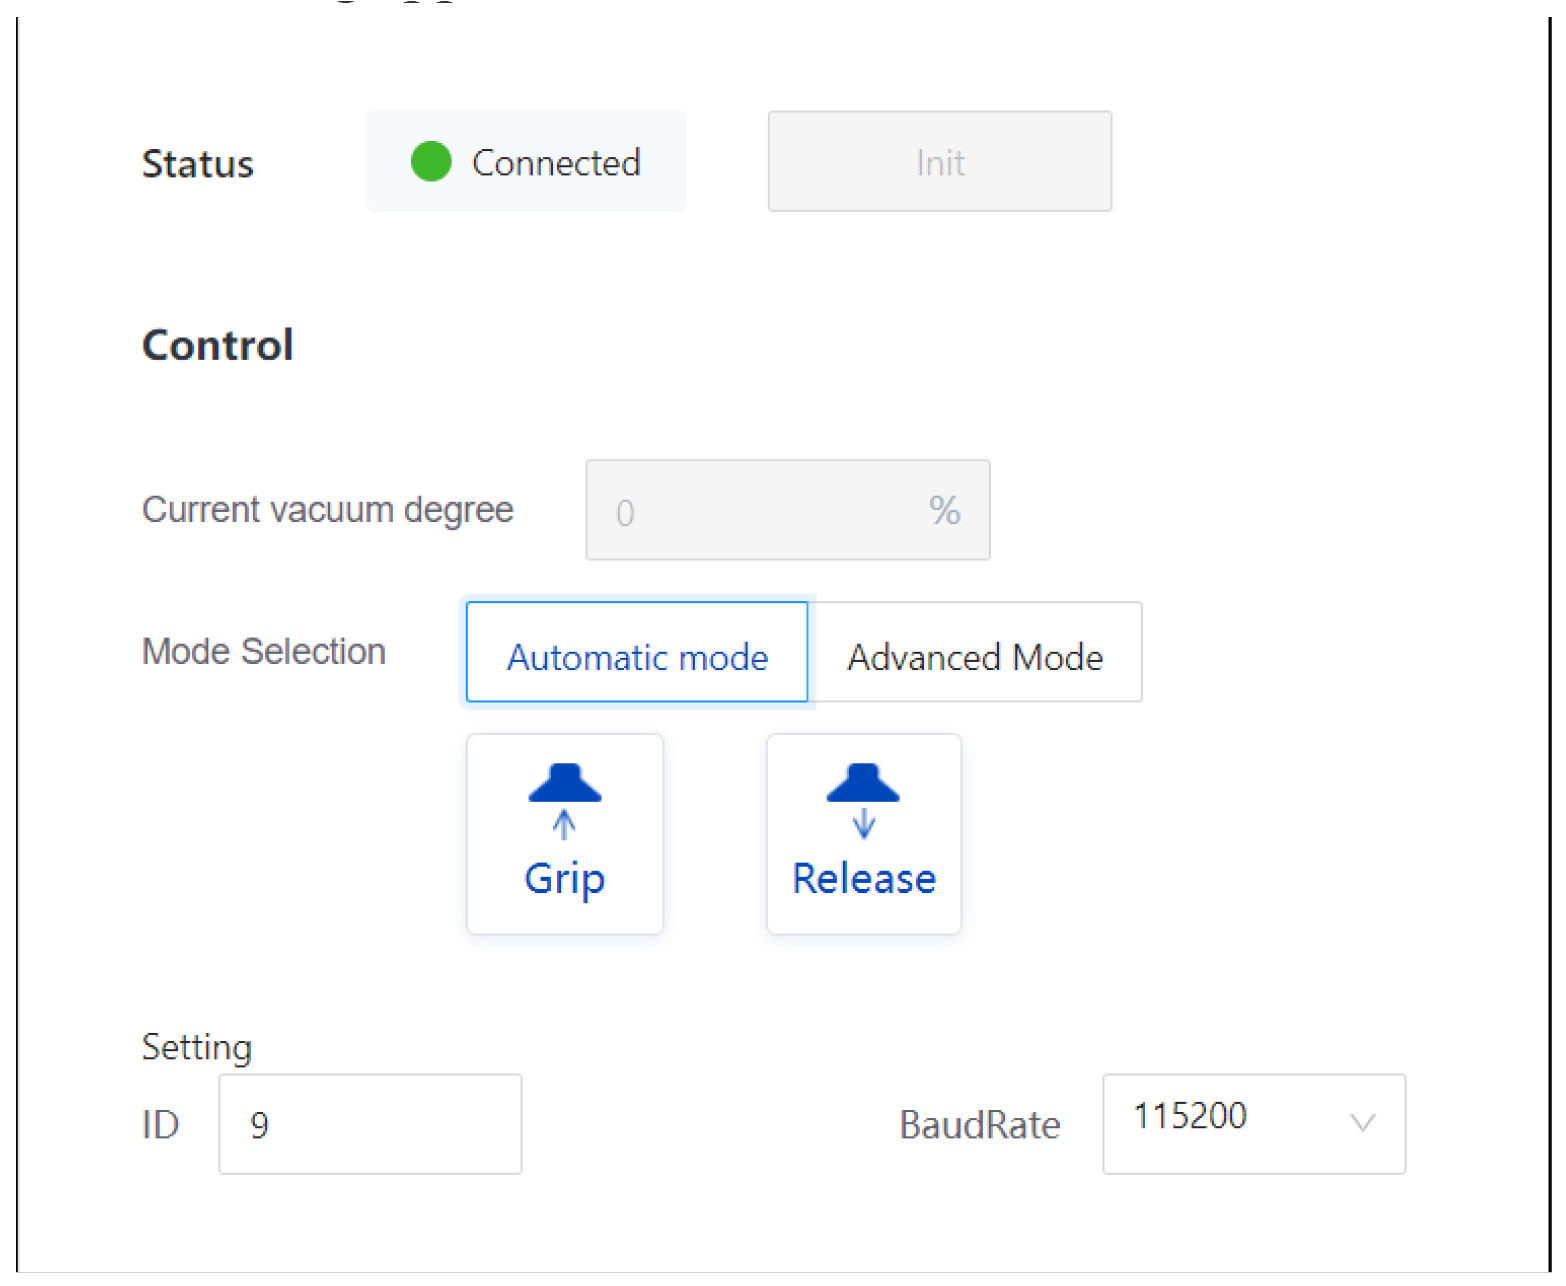 Status Connected Init
Control
Current vacuum degree 0 %
Mode Selection Automatic mode Advanced Mode
Grip Release
Setting
ID 9 BaudRate 115200